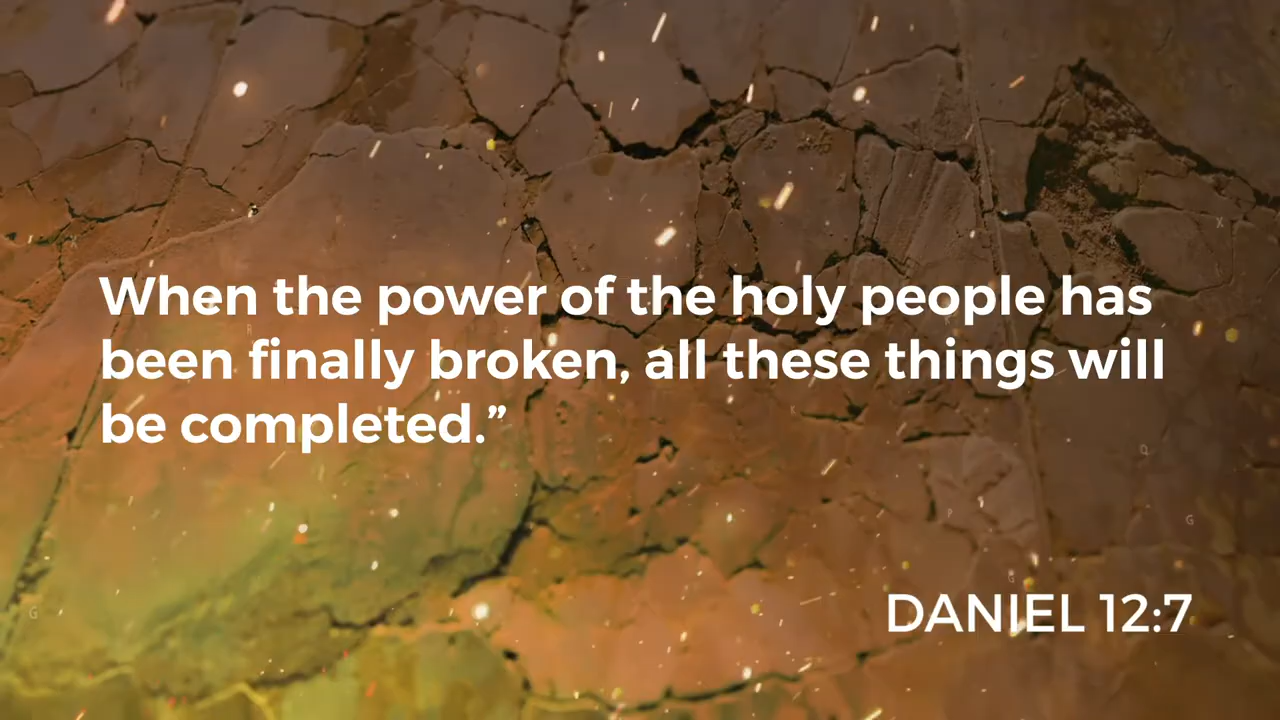 When the power of the holy people has
been finally broken, all these things will
be completed.”
DANIEL 12:7